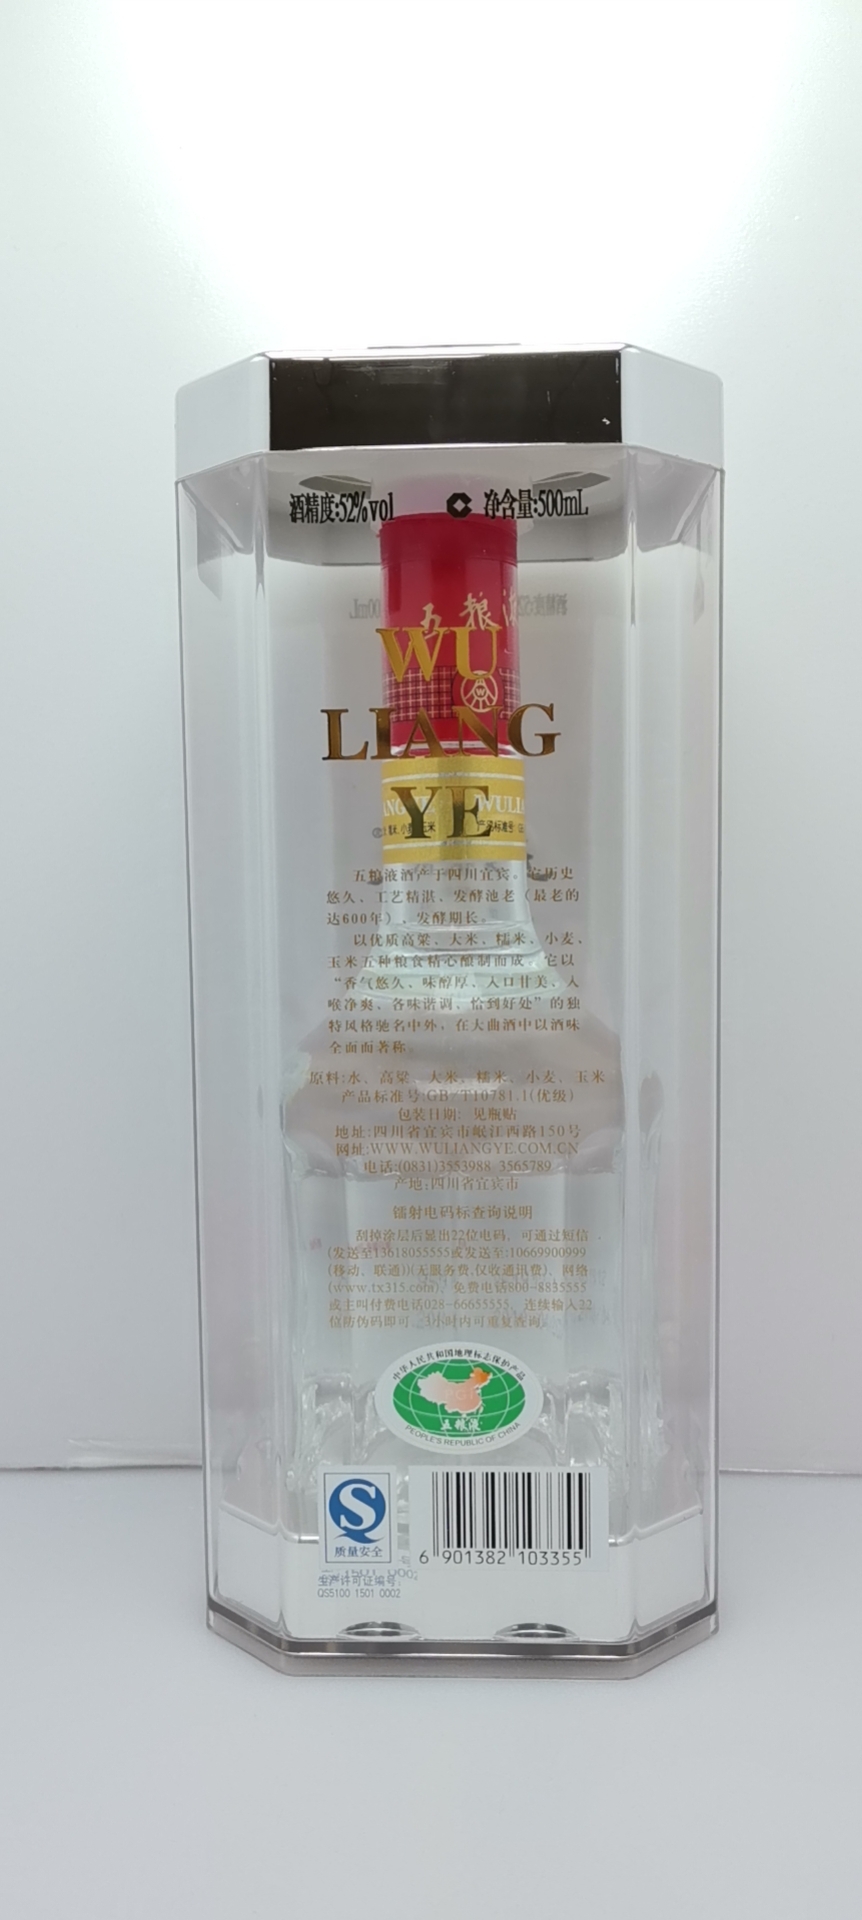 酒精度:52%vol 净含量:500mL
五粮
WU
LIANG
YE
WULI
产品标准号:
五粮液酒产于四川宜宾。它历史
悠久、工艺精湛、发酵池老（最老的
达600年）、发酵期长。
以优质高粱、大米、糯米、小麦、
玉米五种粮食精心酿制而成。它以
“香气悠久、味醇厚、入口甘美、入
喉净爽、各味谐调、恰到好处”的独
特风格驰名中外，在大曲酒中以酒味
全面而著称。
原料:水、高粱、大米、糯米、小麦、玉米
产品标准号:GB/T10781.1(优级)
包装日期: 见瓶贴
地址:四川省宜宾市岷江西路150号
网址:WWW.WULIANGYE.COM.CN
电话:(0831)3553988 3565789
产地:四川省宜宾市
镭射电码标查询说明
刮掉涂层后显出22位电码，可通过短信
(发送至13618055555或发送至:10669900999
(移动、联通))(无服务费,仅收通讯费)、网络
(www.tx315.com)、免费电话800-8835555
或主叫付费电话028-66655555，连续输入22
位防伪码即可，3小时内可重复查询。
中华人民共和国地理标志保护产品
PGI
五粮液
PEOPLE'S REPUBLIC OF CHINA
质量安全
6 901382 103355
生产许可证编号:
QS5100 1501 0002